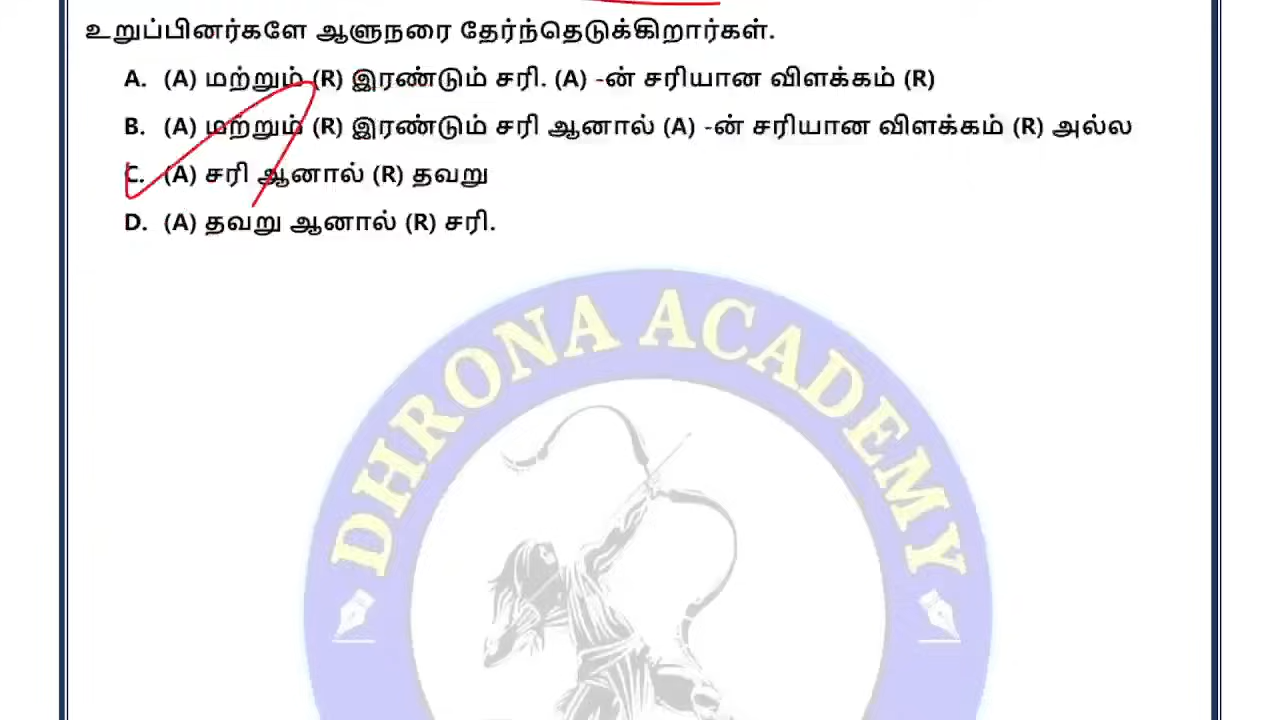 உறுப்பினர்களே ஆளுநரை தேர்ந்தெடுக்கிறார்கள்.
A. (A) மற்றும் (R) இரண்டும் சரி. (A) -ன் சரியான விளக்கம் (R)
B. (A) மற்றும் (R) இரண்டும் சரி ஆனால் (A) -ன் சரியான விளக்கம் (R) அல்ல
C. (A) சரி ஆனால் (R) தவறு
D. (A) தவறு ஆனால் (R) சரி.
DHRONA ACADEMY